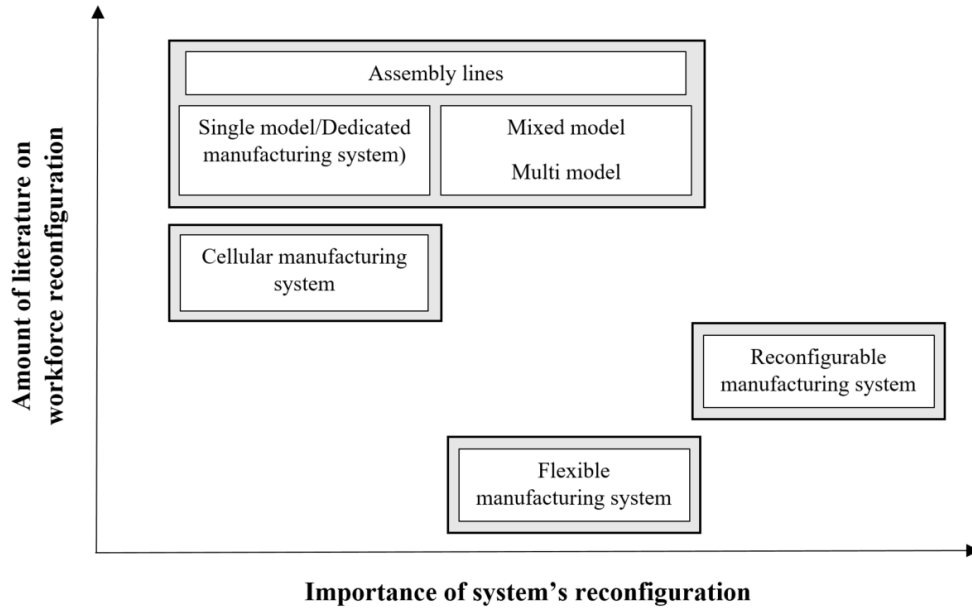 Amount of literature on
workforce reconfiguration
Assembly lines
Single model/Dedicated
manufacturing system)
Mixed model
Multi model
Cellular manufacturing
system
Reconfigurable
manufacturing system
Flexible
manufacturing system
Importance of system's reconfiguration